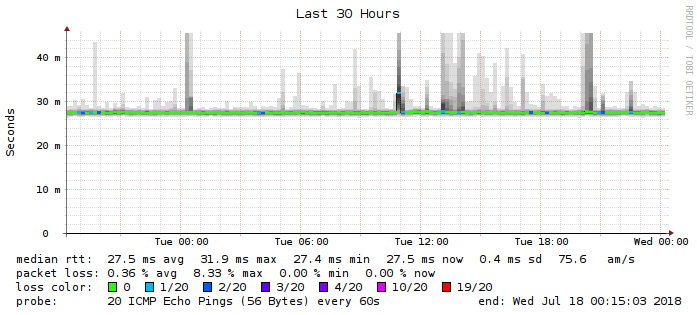 Last 30 Hours
RRDTOOL / TOBI OETIKER
Seconds
40 m
30 m
20 m
10 m
0
Tue 00:00 Tue 06:00 Tue 12:00 Tue 18:00 Wed 00:00
median rtt: 27.5 ms avg 31.9 ms max 27.4 ms min 27.5 ms now 0.4 ms sd 75.6 am/s
packet loss: 0.36 % avg 8.33 % max 0.00 % min 0.00 % now
loss color: 0 1/20 2/20 3/20 4/20 10/20 19/20
probe: 20 ICMP Echo Pings (56 Bytes) every 60s end: Wed Jul 18 00:15:03 2018